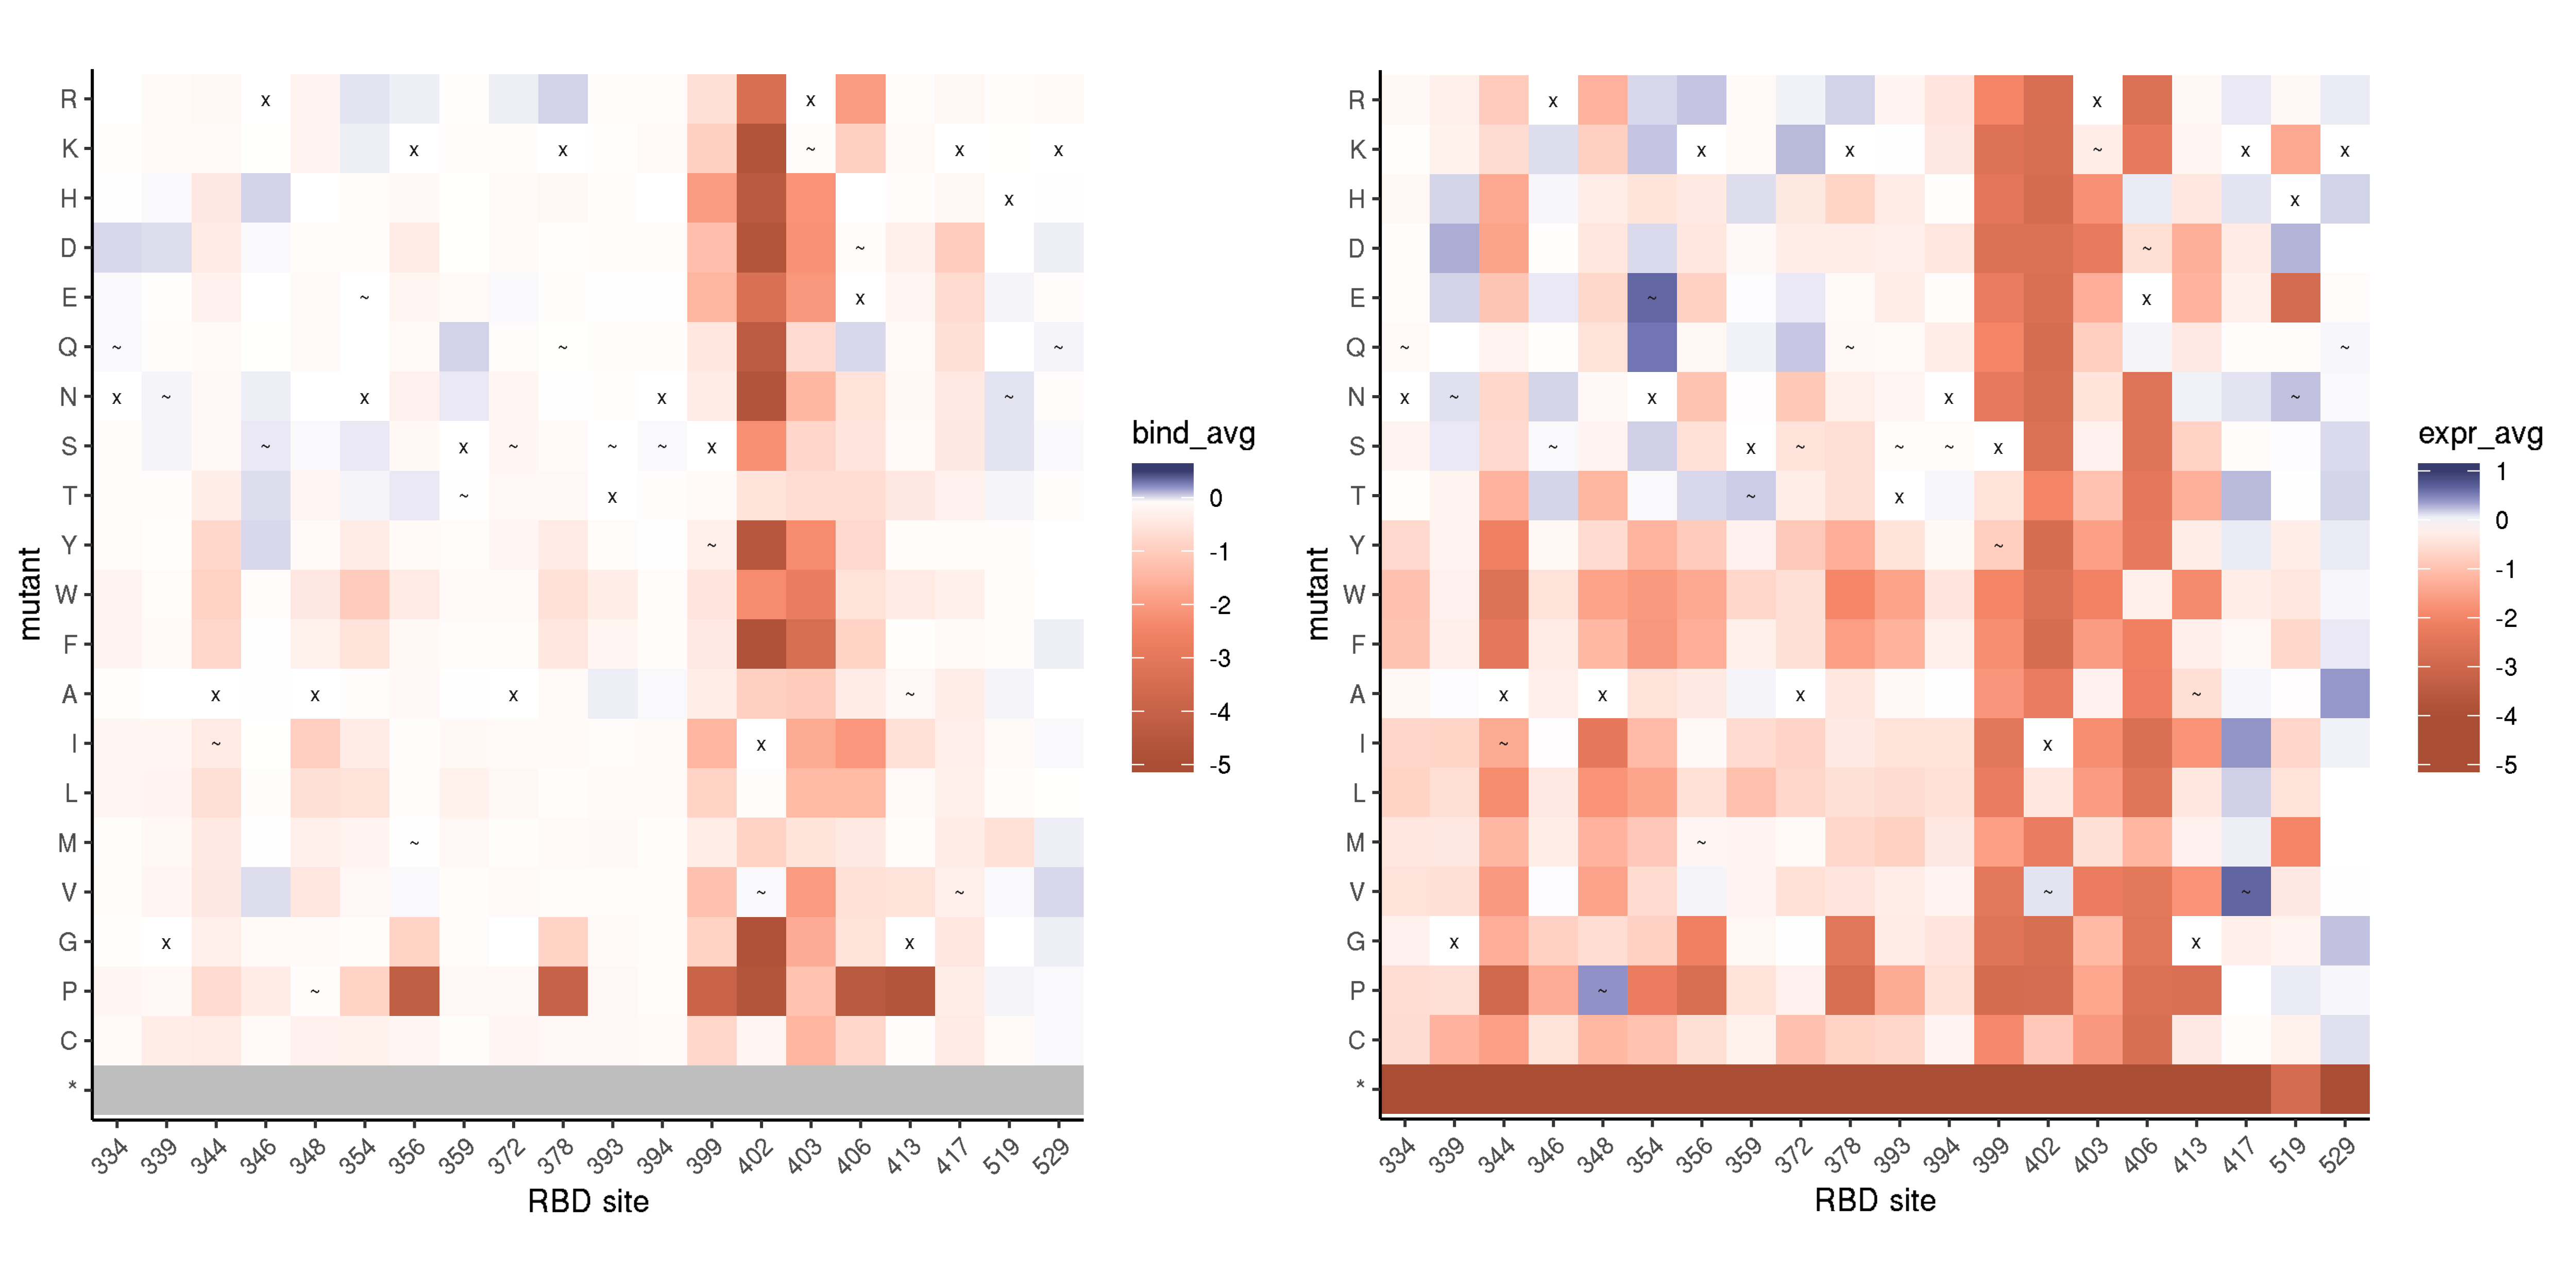 mutant
R x x
K x x ~ x x
H x
D ~
E ~ x
Q ~ ~ ~
N x ~ x x ~
S ~ x ~ ~ ~ x
T ~ x
Y ~
W
F
A x x x ~
I ~ x
L
M ~
V ~ ~
G x x
P ~
C
*
334 339 344 346 348 354 356 359 372 378 393 394 399 402 403 406 413 417 519 529
RBD site
bind_avg
0
-1
-2
-3
-4
-5
mutant
R x x
K x x ~ x x
H x
D ~
E ~ x
Q ~ ~ ~
N x ~ x x ~
S ~ x ~ ~ ~ x
T ~ x
Y ~
W
F
A x x x ~
I ~ x
L
M ~
V ~ ~
G x x
P ~
C
*
334 339 344 346 348 354 356 359 372 378 393 394 399 402 403 406 413 417 519 529
RBD site
expr_avg
1
0
-1
-2
-3
-4
-5